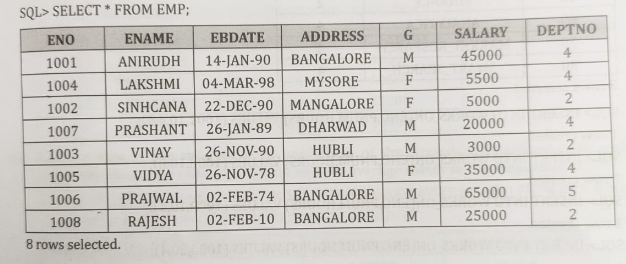 SQL> SELECT * FROM EMP;
ENO ENAME EBDATE ADDRESS G SALARY DEPTNO
1001 ANIRUDH 14-JAN-90 BANGALORE M 45000 4
1004 LAKSHMI 04-MAR-98 MYSORE F 5500 4
1002 SINHCANA 22-DEC-90 MANGALORE F 5000 2
1007 PRASHANT 26-JAN-89 DHARWAD M 20000 4
1003 VINAY 26-NOV-90 HUBLI M 3000 2
1005 VIDYA 26-NOV-78 HUBLI F 35000 4
1006 PRAJWAL 02-FEB-74 BANGALORE M 65000 5
1008 RAJESH 02-FEB-10 BANGALORE M 25000 2
8 rows selected.